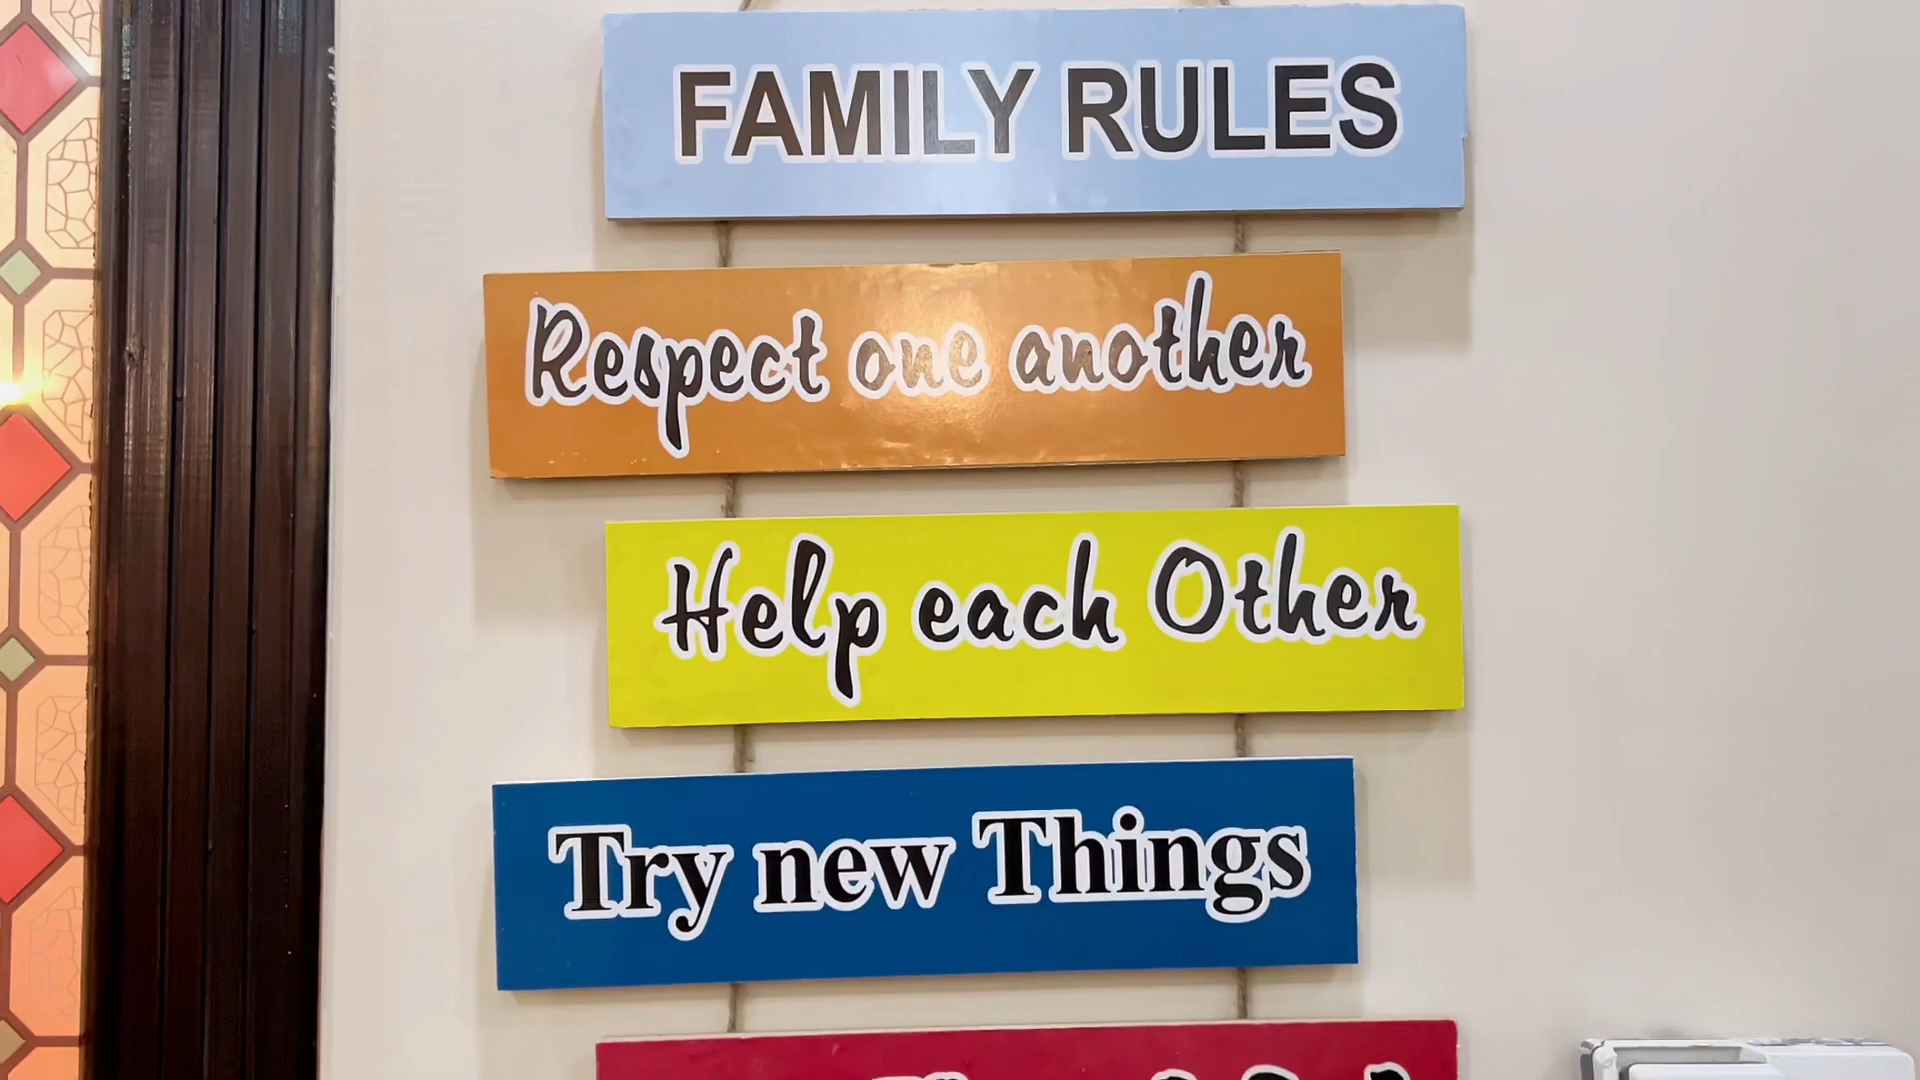 FAMILY RULES
Respect one another
Help each Other
Try new Things